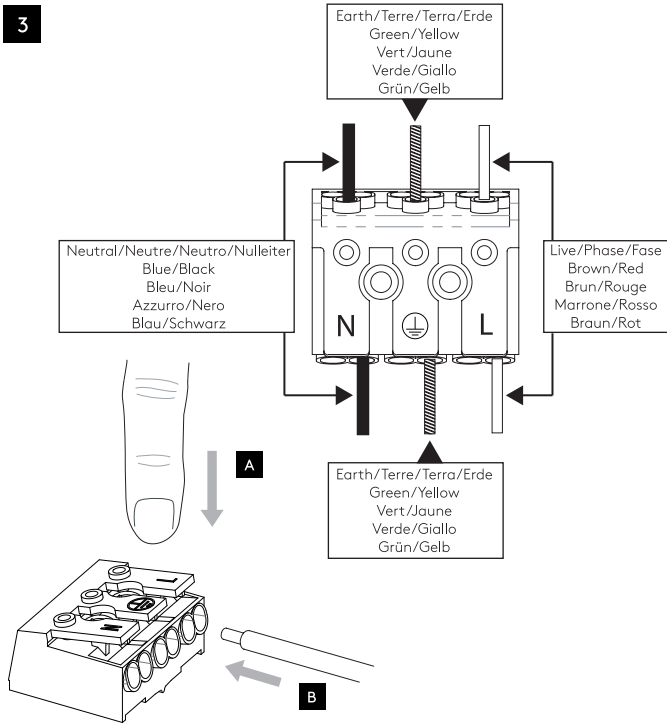 3
Earth/Terre/Terra/Erde
Green/Yellow
Vert/Jaune
Verde/Giallo
Grün/Gelb
Neutral/Neutre/Neutro/Nulleiter
Blue/Black
Bleu/Noir
Azzurro/Nero
Blau/Schwarz
Live/Phase/Fase
Brown/Red
Brun/Rouge
Marrone/Rosso
Braun/Rot
N
L
Earth/Terre/Terra/Erde
Green/Yellow
Vert/Jaune
Verde/Giallo
Grün/Gelb
A
L
N
B